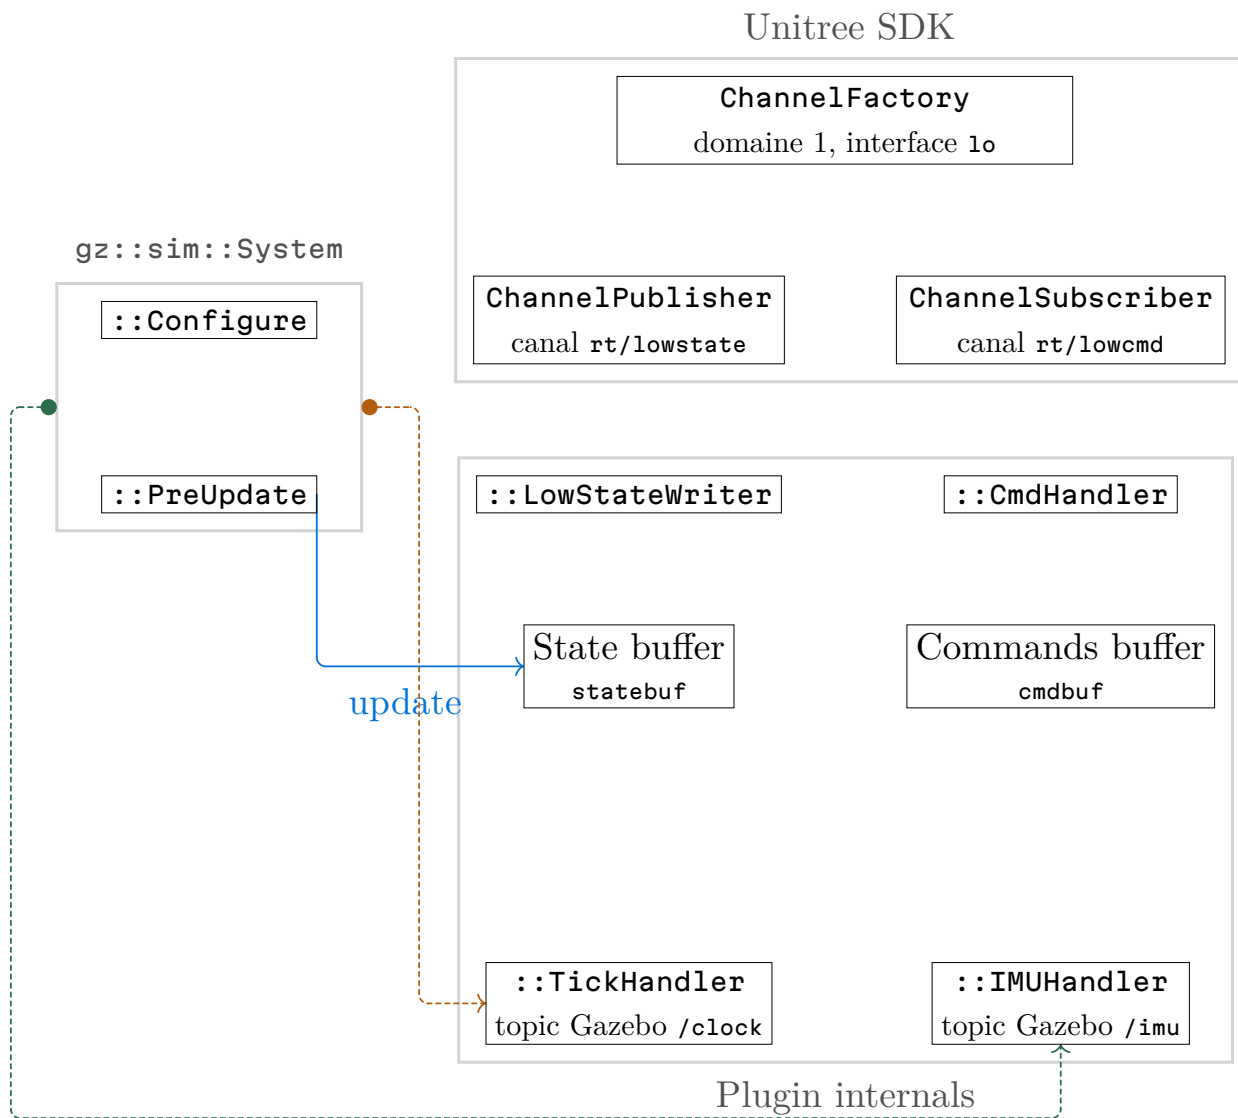 Unitree SDK
ChannelFactory
domaine 1, interface lo
gz::sim::System
::Configure
ChannelPublisher
canal rt/lowstate
ChannelSubscriber
canal rt/lowcmd
::PreUpdate
::LowStateWriter
::CmdHandler
State buffer
statebuf
Commands buffer
cmdbuf
update
::TickHandler
topic Gazebo /clock
::IMUHandler
topic Gazebo /imu
Plugin internals